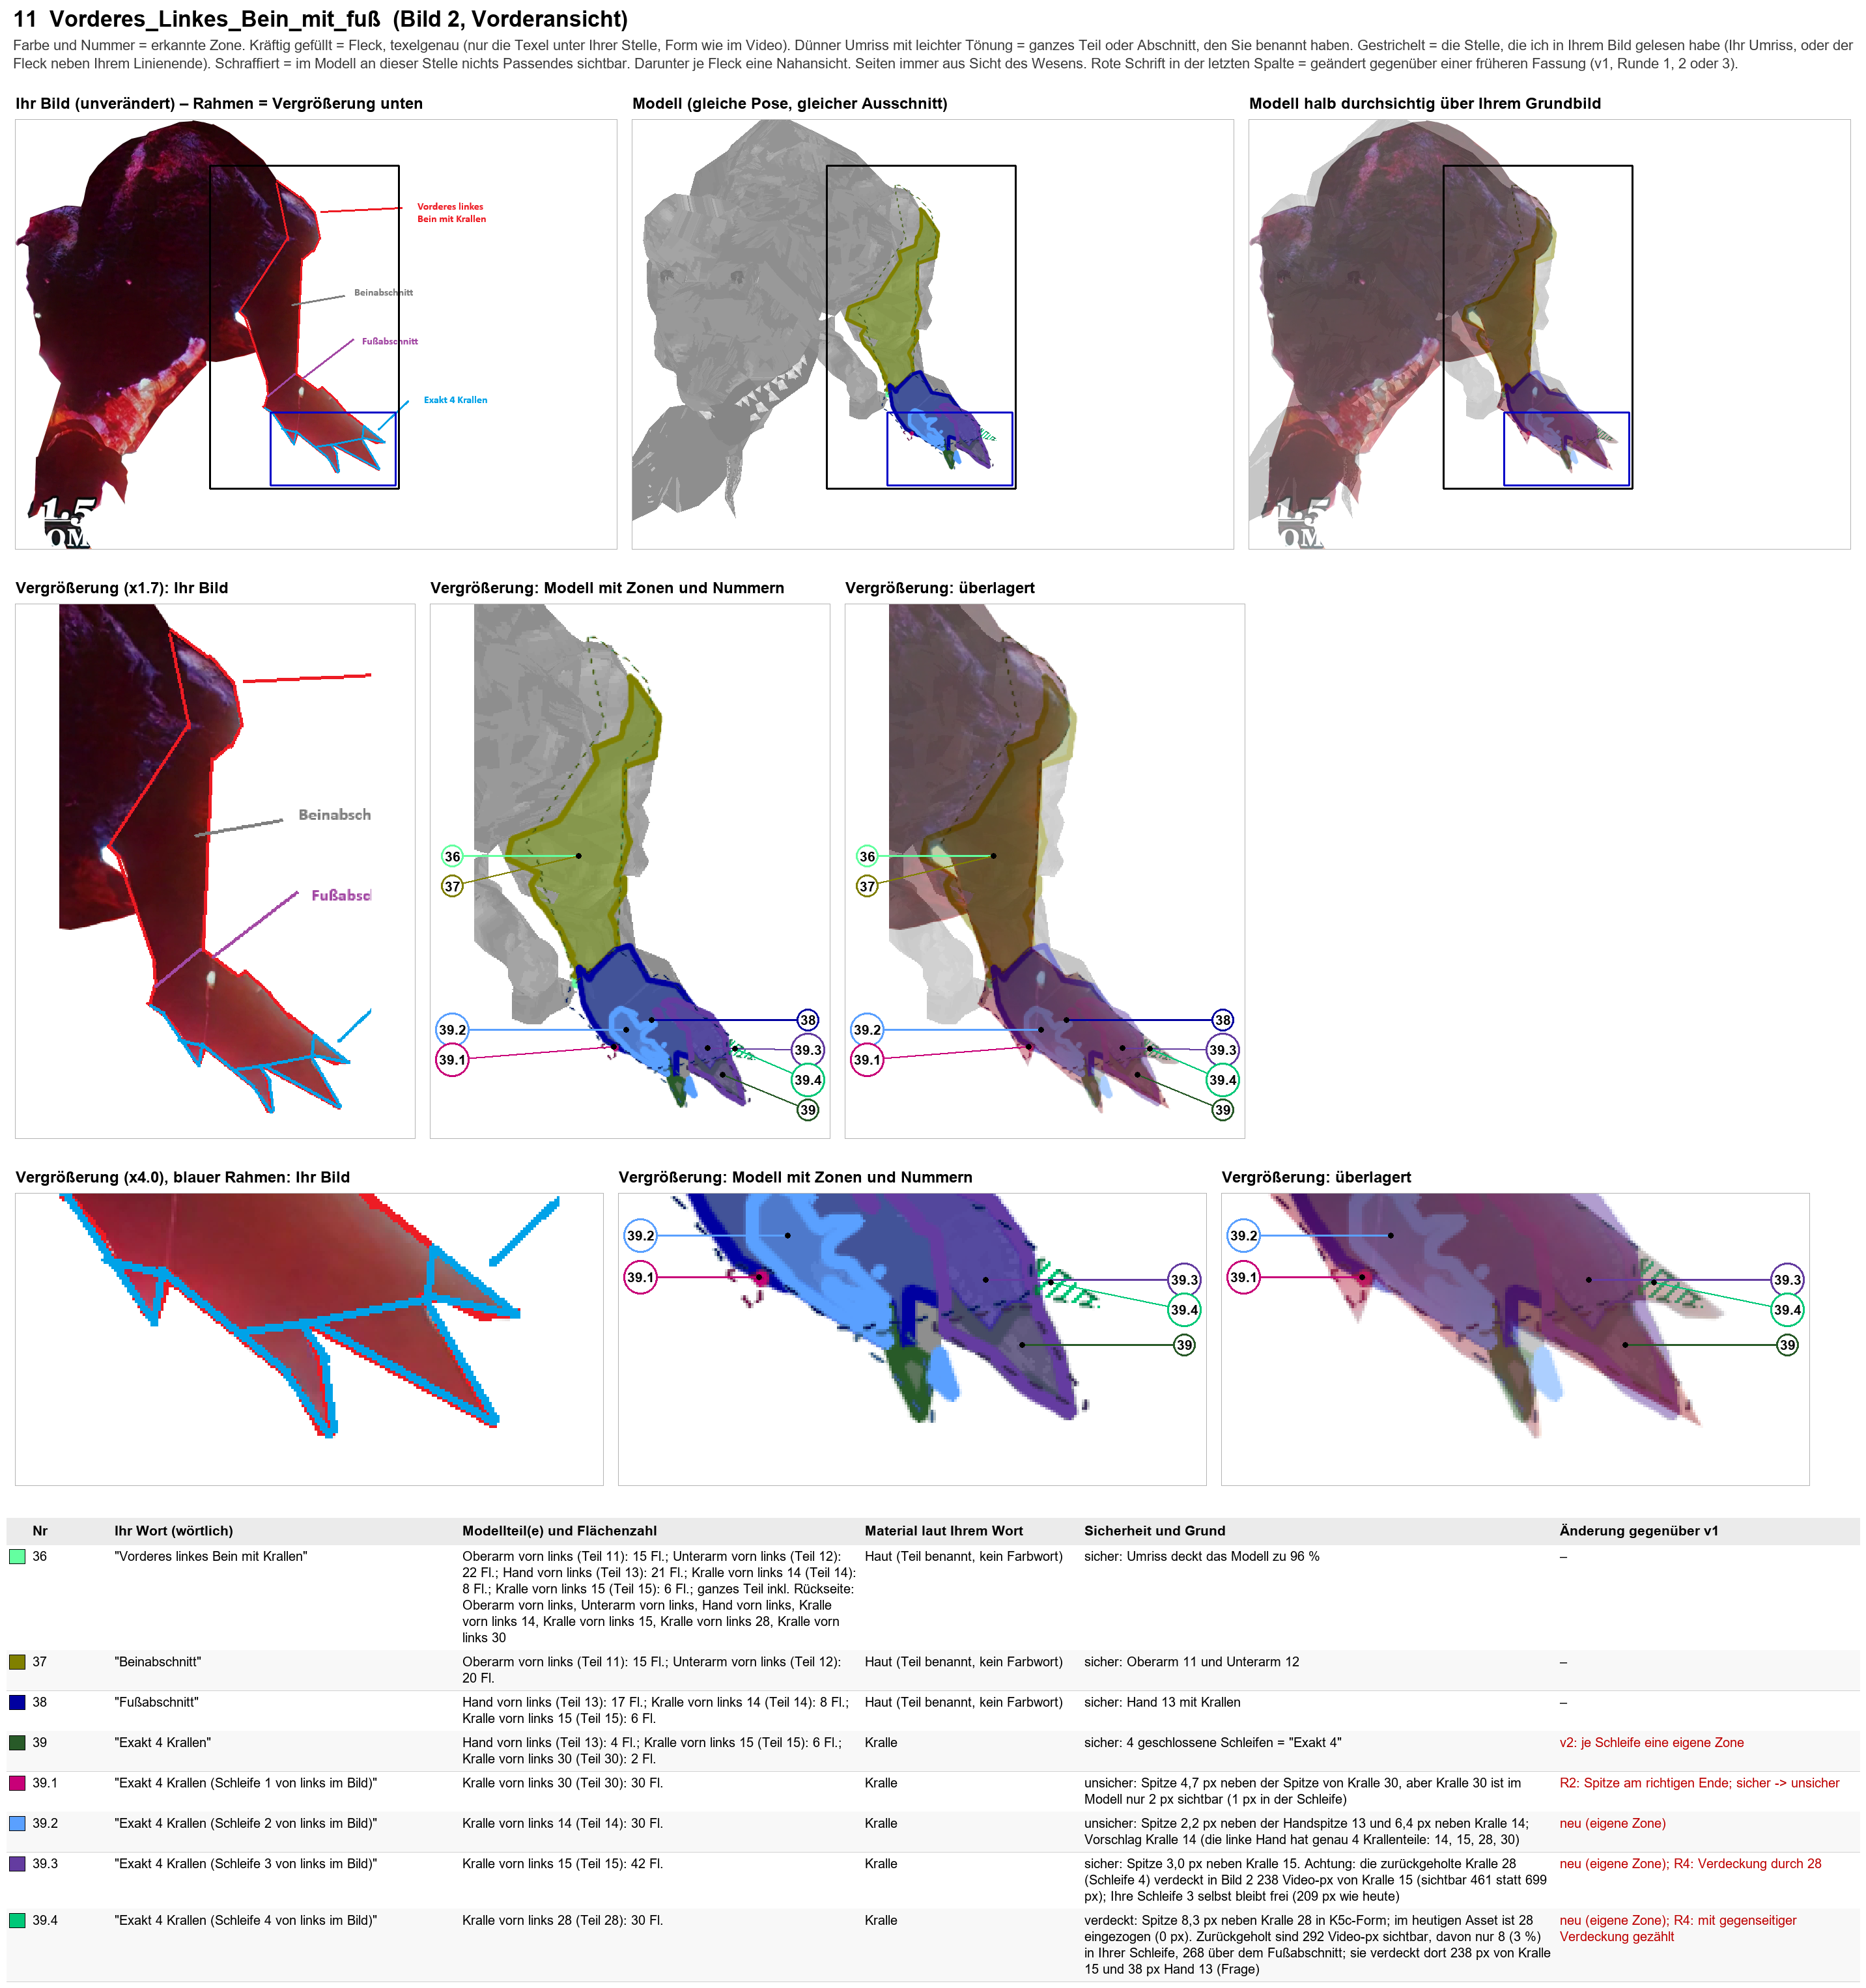 11 Vorderes_Linkes_Bein_mit_fuß (Bild 2, Vorderansicht)
Farbe und Nummer = erkannte Zone. Kräftig gefüllt = Fleck, texelgenau (nur die Texel unter Ihrer Stelle, Form wie im Video). Dünner Umriss mit leichter Tönung = ganzes Teil oder Abschnitt, den Sie benannt haben. Gestrichelt = die Stelle, die ich in Ihrem Bild gelesen habe (Ihr Umriss, oder der
Fleck neben Ihrem Linienende). Schraffiert = im Modell an dieser Stelle nichts Passendes sichtbar. Darunter je Fleck eine Nahansicht. Seiten immer aus Sicht des Wesens. Rote Schrift in der letzten Spalte = geändert gegenüber einer früheren Fassung (v1, Runde 1, 2 oder 3).
Ihr Bild (unverändert) – Rahmen = Vergrößerung unten
Modell (gleiche Pose, gleicher Ausschnitt)
Modell halb durchsichtig über Ihrem Grundbild
Vorderes linkes
Bein mit Krallen
Beinabschnitt
Fußabschnitt
Exakt 4 Krallen
1.5
OM
1.5
OM
Vergrößerung (x1.7): Ihr Bild
Vergrößerung: Modell mit Zonen und Nummern
Vergrößerung: überlagert
Beinabsch
Fußabsc
36
37
39.2
39.1
38
39.3
39.4
39
36
37
39.2
39.1
38
39.3
39.4
39
Vergrößerung (x4.0), blauer Rahmen: Ihr Bild
Vergrößerung: Modell mit Zonen und Nummern
Vergrößerung: überlagert
39.2
39.1
39.3
39.4
39
39.2
39.1
39.3
39.4
39
Nr Ihr Wort (wörtlich) Modellteil(e) und Flächenzahl Material laut Ihrem Wort Sicherheit und Grund Änderung gegenüber v1
36 "Vorderes linkes Bein mit Krallen" Oberarm vorn links (Teil 11): 15 Fl.; Unterarm vorn links (Teil 12): Haut (Teil benannt, kein Farbwort) sicher: Umriss deckt das Modell zu 96 % –
22 Fl.; Hand vorn links (Teil 13): 21 Fl.; Kralle vorn links 14 (Teil 14):
8 Fl.; Kralle vorn links 15 (Teil 15): 6 Fl.; ganzes Teil inkl. Rückseite:
Oberarm vorn links, Unterarm vorn links, Hand vorn links, Kralle
vorn links 14, Kralle vorn links 15, Kralle vorn links 28, Kralle vorn
links 30
37 "Beinabschnitt" Oberarm vorn links (Teil 11): 15 Fl.; Unterarm vorn links (Teil 12): Haut (Teil benannt, kein Farbwort) sicher: Oberarm 11 und Unterarm 12 –
20 Fl.
38 "Fußabschnitt" Hand vorn links (Teil 13): 17 Fl.; Kralle vorn links 14 (Teil 14): 8 Fl.; Haut (Teil benannt, kein Farbwort) sicher: Hand 13 mit Krallen –
Kralle vorn links 15 (Teil 15): 6 Fl.
39 "Exakt 4 Krallen" Hand vorn links (Teil 13): 4 Fl.; Kralle vorn links 15 (Teil 15): 6 Fl.; Kralle sicher: 4 geschlossene Schleifen = "Exakt 4" v2: je Schleife eine eigene Zone
Kralle vorn links 30 (Teil 30): 2 Fl.
39.1 "Exakt 4 Krallen (Schleife 1 von links im Bild)" Kralle vorn links 30 (Teil 30): 30 Fl. Kralle unsicher: Spitze 4,7 px neben der Spitze von Kralle 30, aber Kralle 30 ist im R2: Spitze am richtigen Ende; sicher -> unsicher
Modell nur 2 px sichtbar (1 px in der Schleife)
39.2 "Exakt 4 Krallen (Schleife 2 von links im Bild)" Kralle vorn links 14 (Teil 14): 30 Fl. Kralle unsicher: Spitze 2,2 px neben der Handspitze 13 und 6,4 px neben Kralle 14; neu (eigene Zone)
Vorschlag Kralle 14 (die linke Hand hat genau 4 Krallenteile: 14, 15, 28, 30)
39.3 "Exakt 4 Krallen (Schleife 3 von links im Bild)" Kralle vorn links 15 (Teil 15): 42 Fl. Kralle sicher: Spitze 3,0 px neben Kralle 15. Achtung: die zurückgeholte Kralle 28 neu (eigene Zone); R4: Verdeckung durch 28
(Schleife 4) verdeckt in Bild 2 238 Video-px von Kralle 15 (sichtbar 461 statt 699
px); Ihre Schleife 3 selbst bleibt frei (209 px wie heute)
39.4 "Exakt 4 Krallen (Schleife 4 von links im Bild)" Kralle vorn links 28 (Teil 28): 30 Fl. Kralle verdeckt: Spitze 8,3 px neben Kralle 28 in K5c-Form; im heutigen Asset ist 28 neu (eigene Zone); R4: mit gegenseitiger
eingezogen (0 px). Zurückgeholt sind 292 Video-px sichtbar, davon nur 8 (3 %) Verdeckung gezählt
in Ihrer Schleife, 268 über dem Fußabschnitt; sie verdeckt dort 238 px von Kralle
15 und 38 px Hand 13 (Frage)